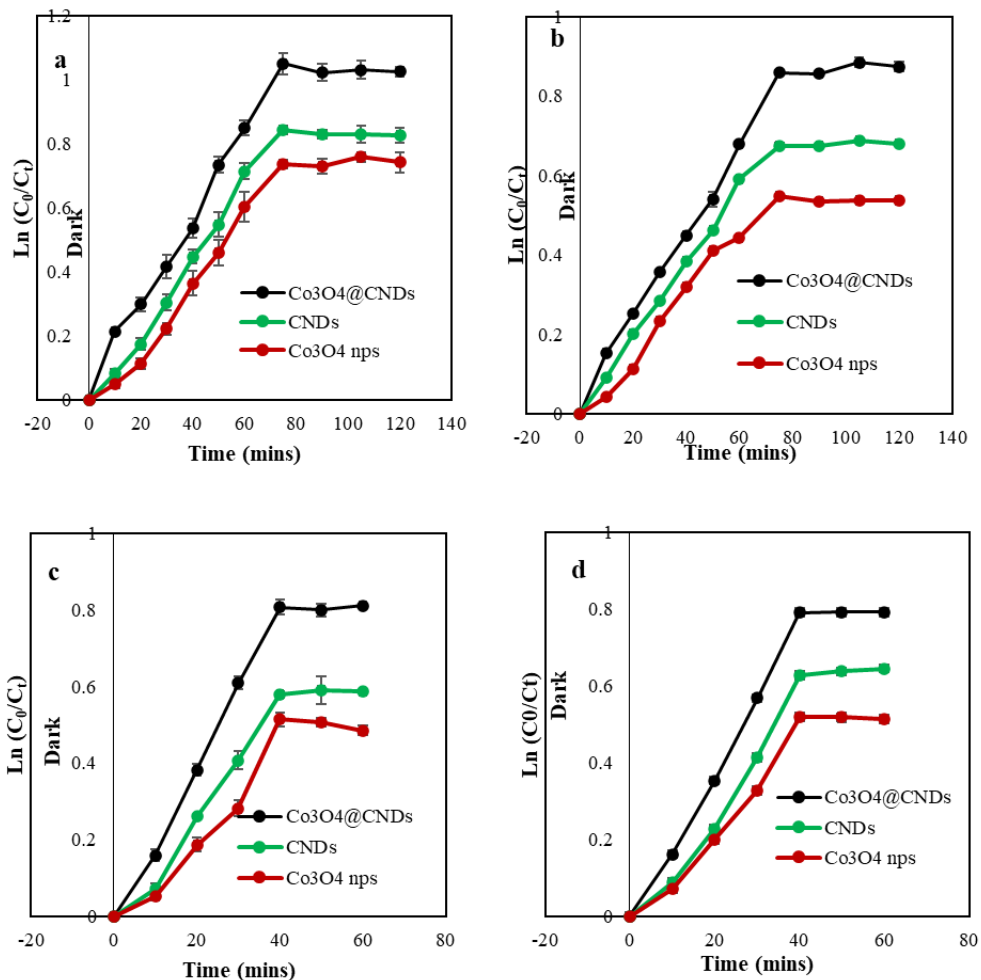 a
1.2
1
0.8
0.6
0.4
0.2
0
-20
0
20
40
60
80
100
120
140
Ln (C₀/Cₜ)
Dark
Time (mins)
Co3O4@CNDs
CNDs
Co3O4 nps
b
1
0.8
0.6
0.4
0.2
0
-20
0
20
40
60
80
100
120
140
Ln (C₀/Cₜ)
Dark
Time (mins)
Co3O4@CNDs
CNDs
Co3O4 nps
c
1
0.8
0.6
0.4
0.2
0
-20
0
20
40
60
80
Ln (C₀/Cₜ)
Dark
Time (mins)
Co3O4@CNDs
CNDs
Co3O4 nps
d
1
0.8
0.6
0.4
0.2
0
-20
0
20
40
60
80
Ln (C0/Ct)
Dark
Time (mins)
Co3O4@CNDs
CNDs
Co3O4 nps